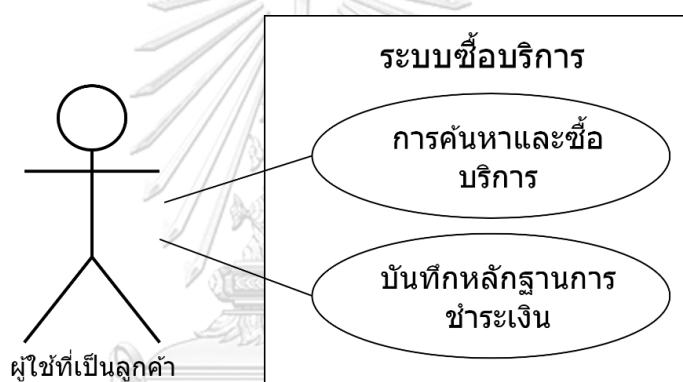 ระบบซื้อบริการ
การค้นหาและซื้อ
บริการ
บันทึกหลักฐานการ
ชำระเงิน
ผู้ใช้ที่เป็นลูกค้า